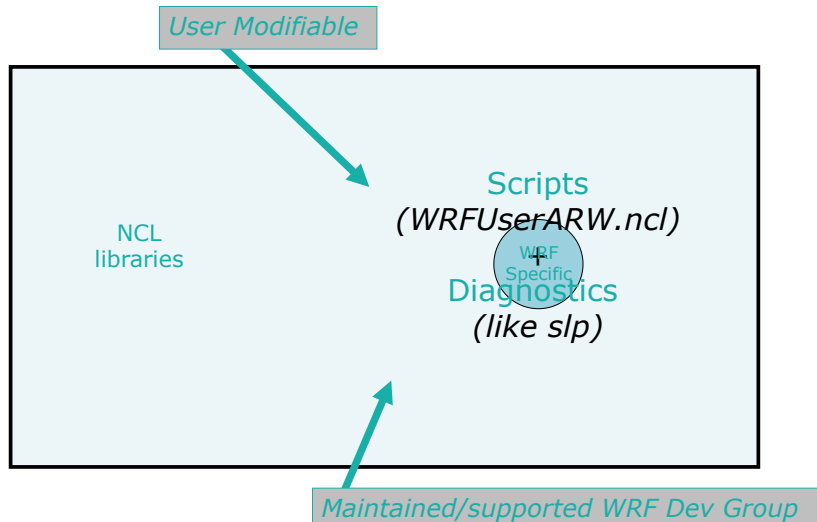 User Modifiable
Scripts
(WRFUserARW.ncl)
NCL
libraries
WRF
Specific
+
Diagnostics
(like slp)
Maintained/supported WRF Dev Group